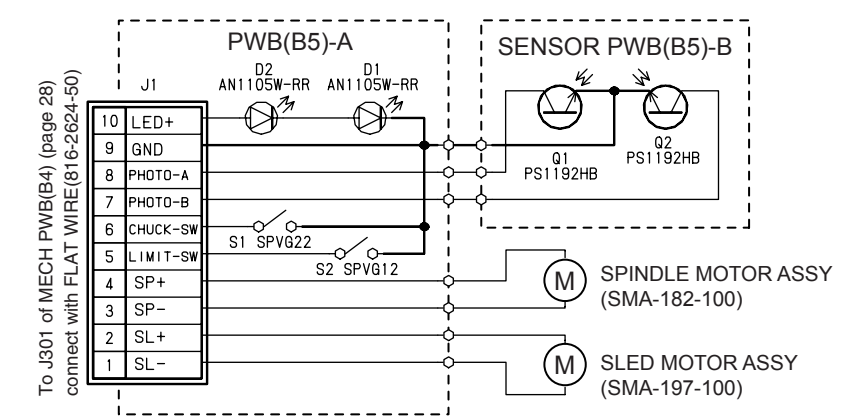 To J301 of MECH PWB(B4) (page 28)
connect with FLAT WIRE(816-2624-50)
PWB(B5)-A
SENSOR PWB(B5)-B
J1
D2
AN1105W-RR
D1
AN1105W-RR
10 LED+
9 GND
8 PHOTO-A
7 PHOTO-B
6 CHUCK-SW
5 LIMIT-SW
4 SP+
3 SP-
2 SL+
1 SL-
S1 SPVG22
S2 SPVG12
Q1
PS1192HB
Q2
PS1192HB
M
SPINDLE MOTOR ASSY
(SMA-182-100)
M
SLED MOTOR ASSY
(SMA-197-100)